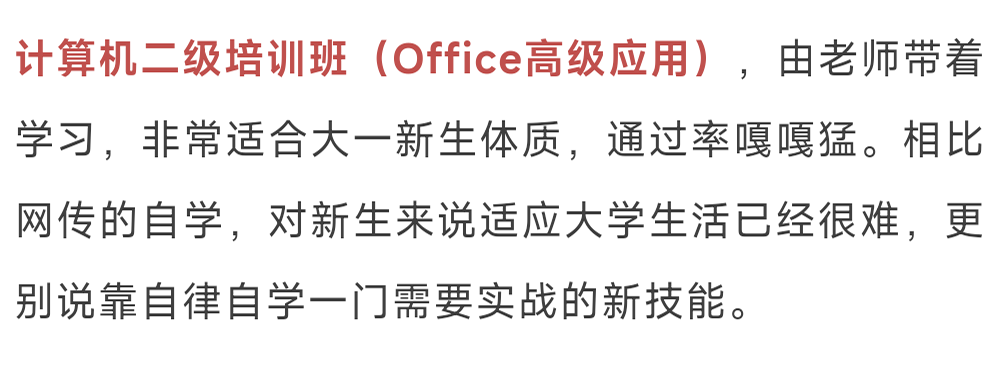 计算机二级培训班（Office高级应用），由老师带着
学习，非常适合大一新生体质，通过率嘎嘎猛。相比
网传的自学，对新生来说适应大学生活已经很难，更
别说靠自律自学一门需要实战的新技能。